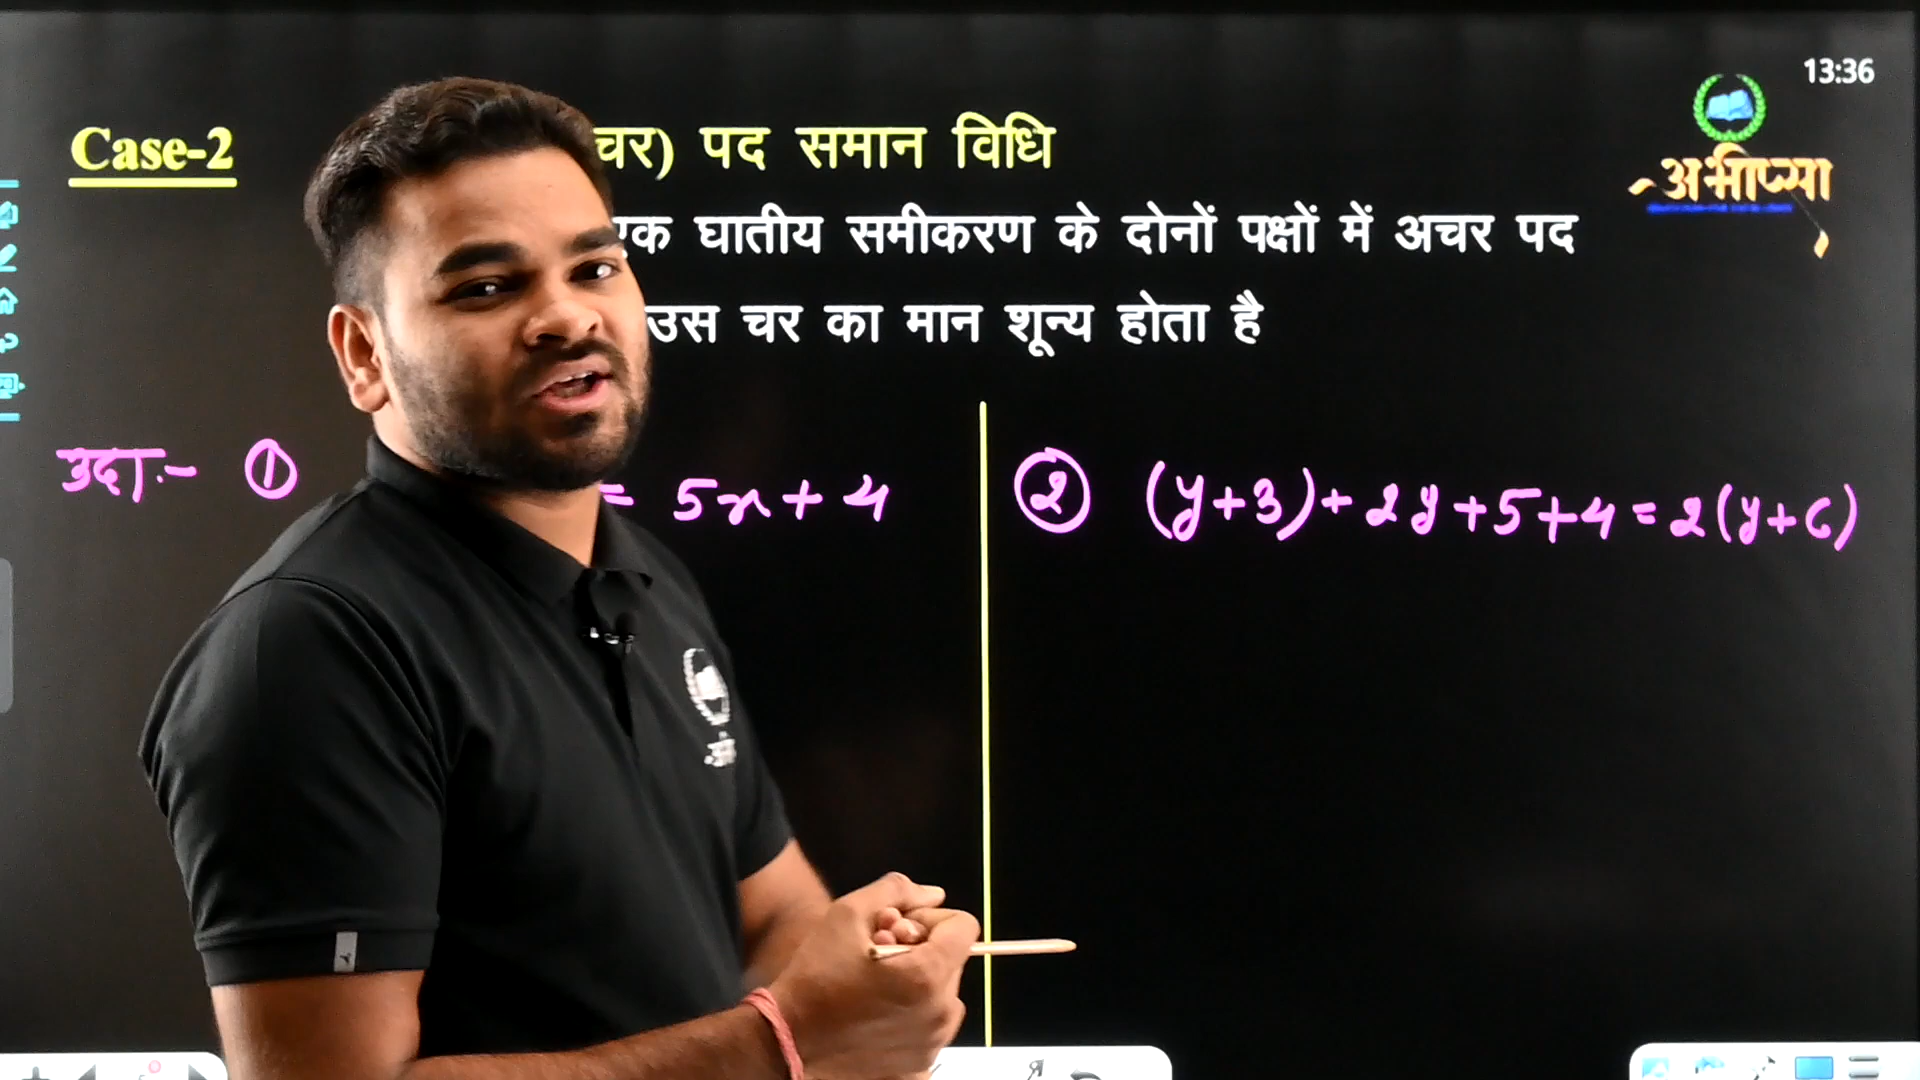 13:36
Case-2 चर) पद समान विधि
अभीप्सा
घातीय समीकरण के दोनों पक्षों में अचर पद
उस चर का मान शून्य होता है
उदा.- ① = 5x + 4
② (y+3)+ 2y +5+4 = 2(y+6)